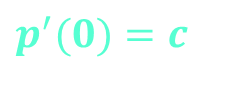 p′(0) = c